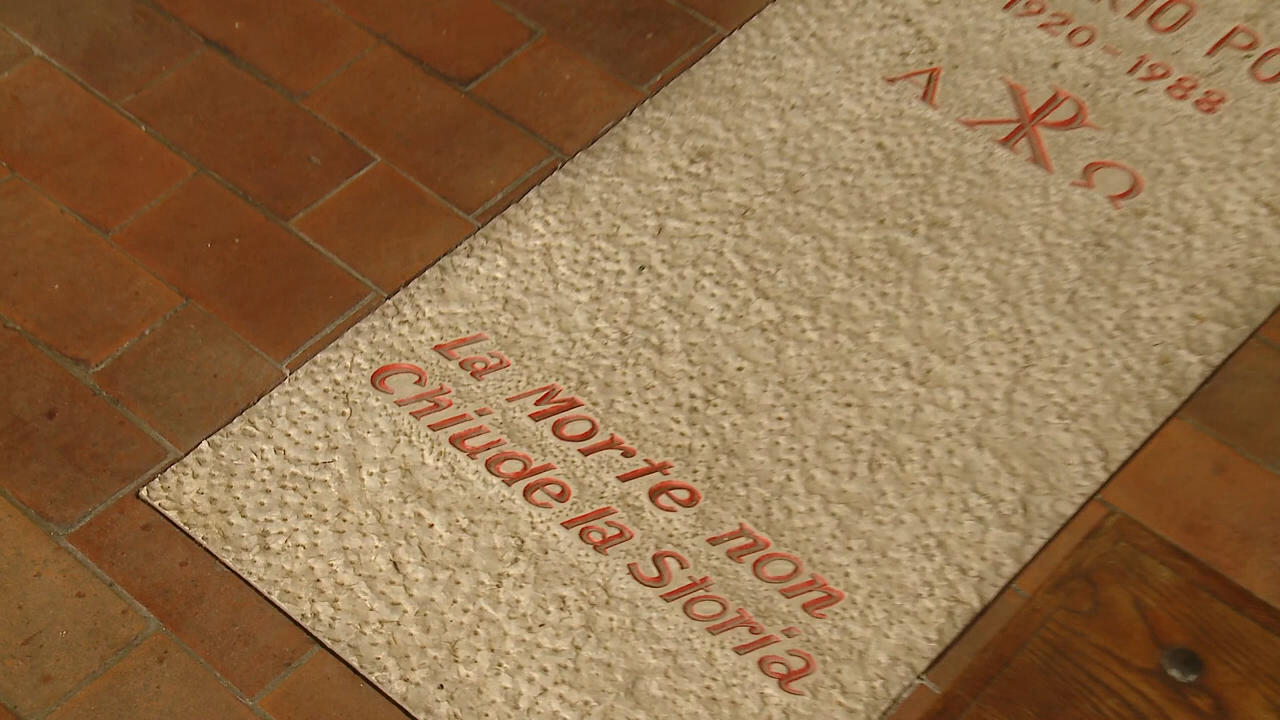 1920-1988
A ☧ Ω
La Morte non
Chiude la Storia